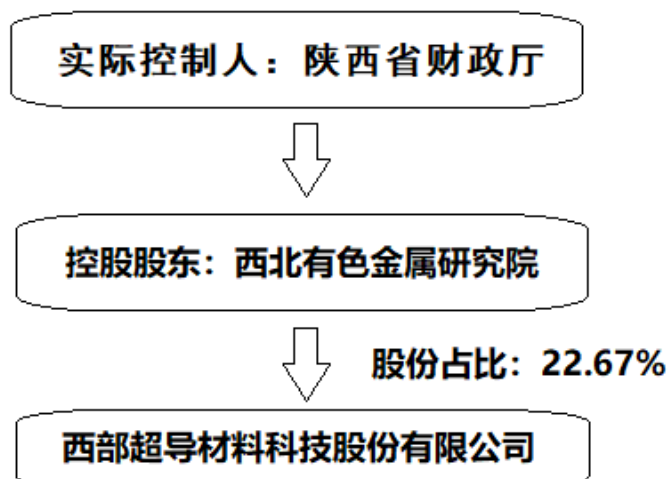 实际控制人：陕西省财政厅
控股股东：西北有色金属研究院
股份占比：22.67%
西部超导材料科技股份有限公司